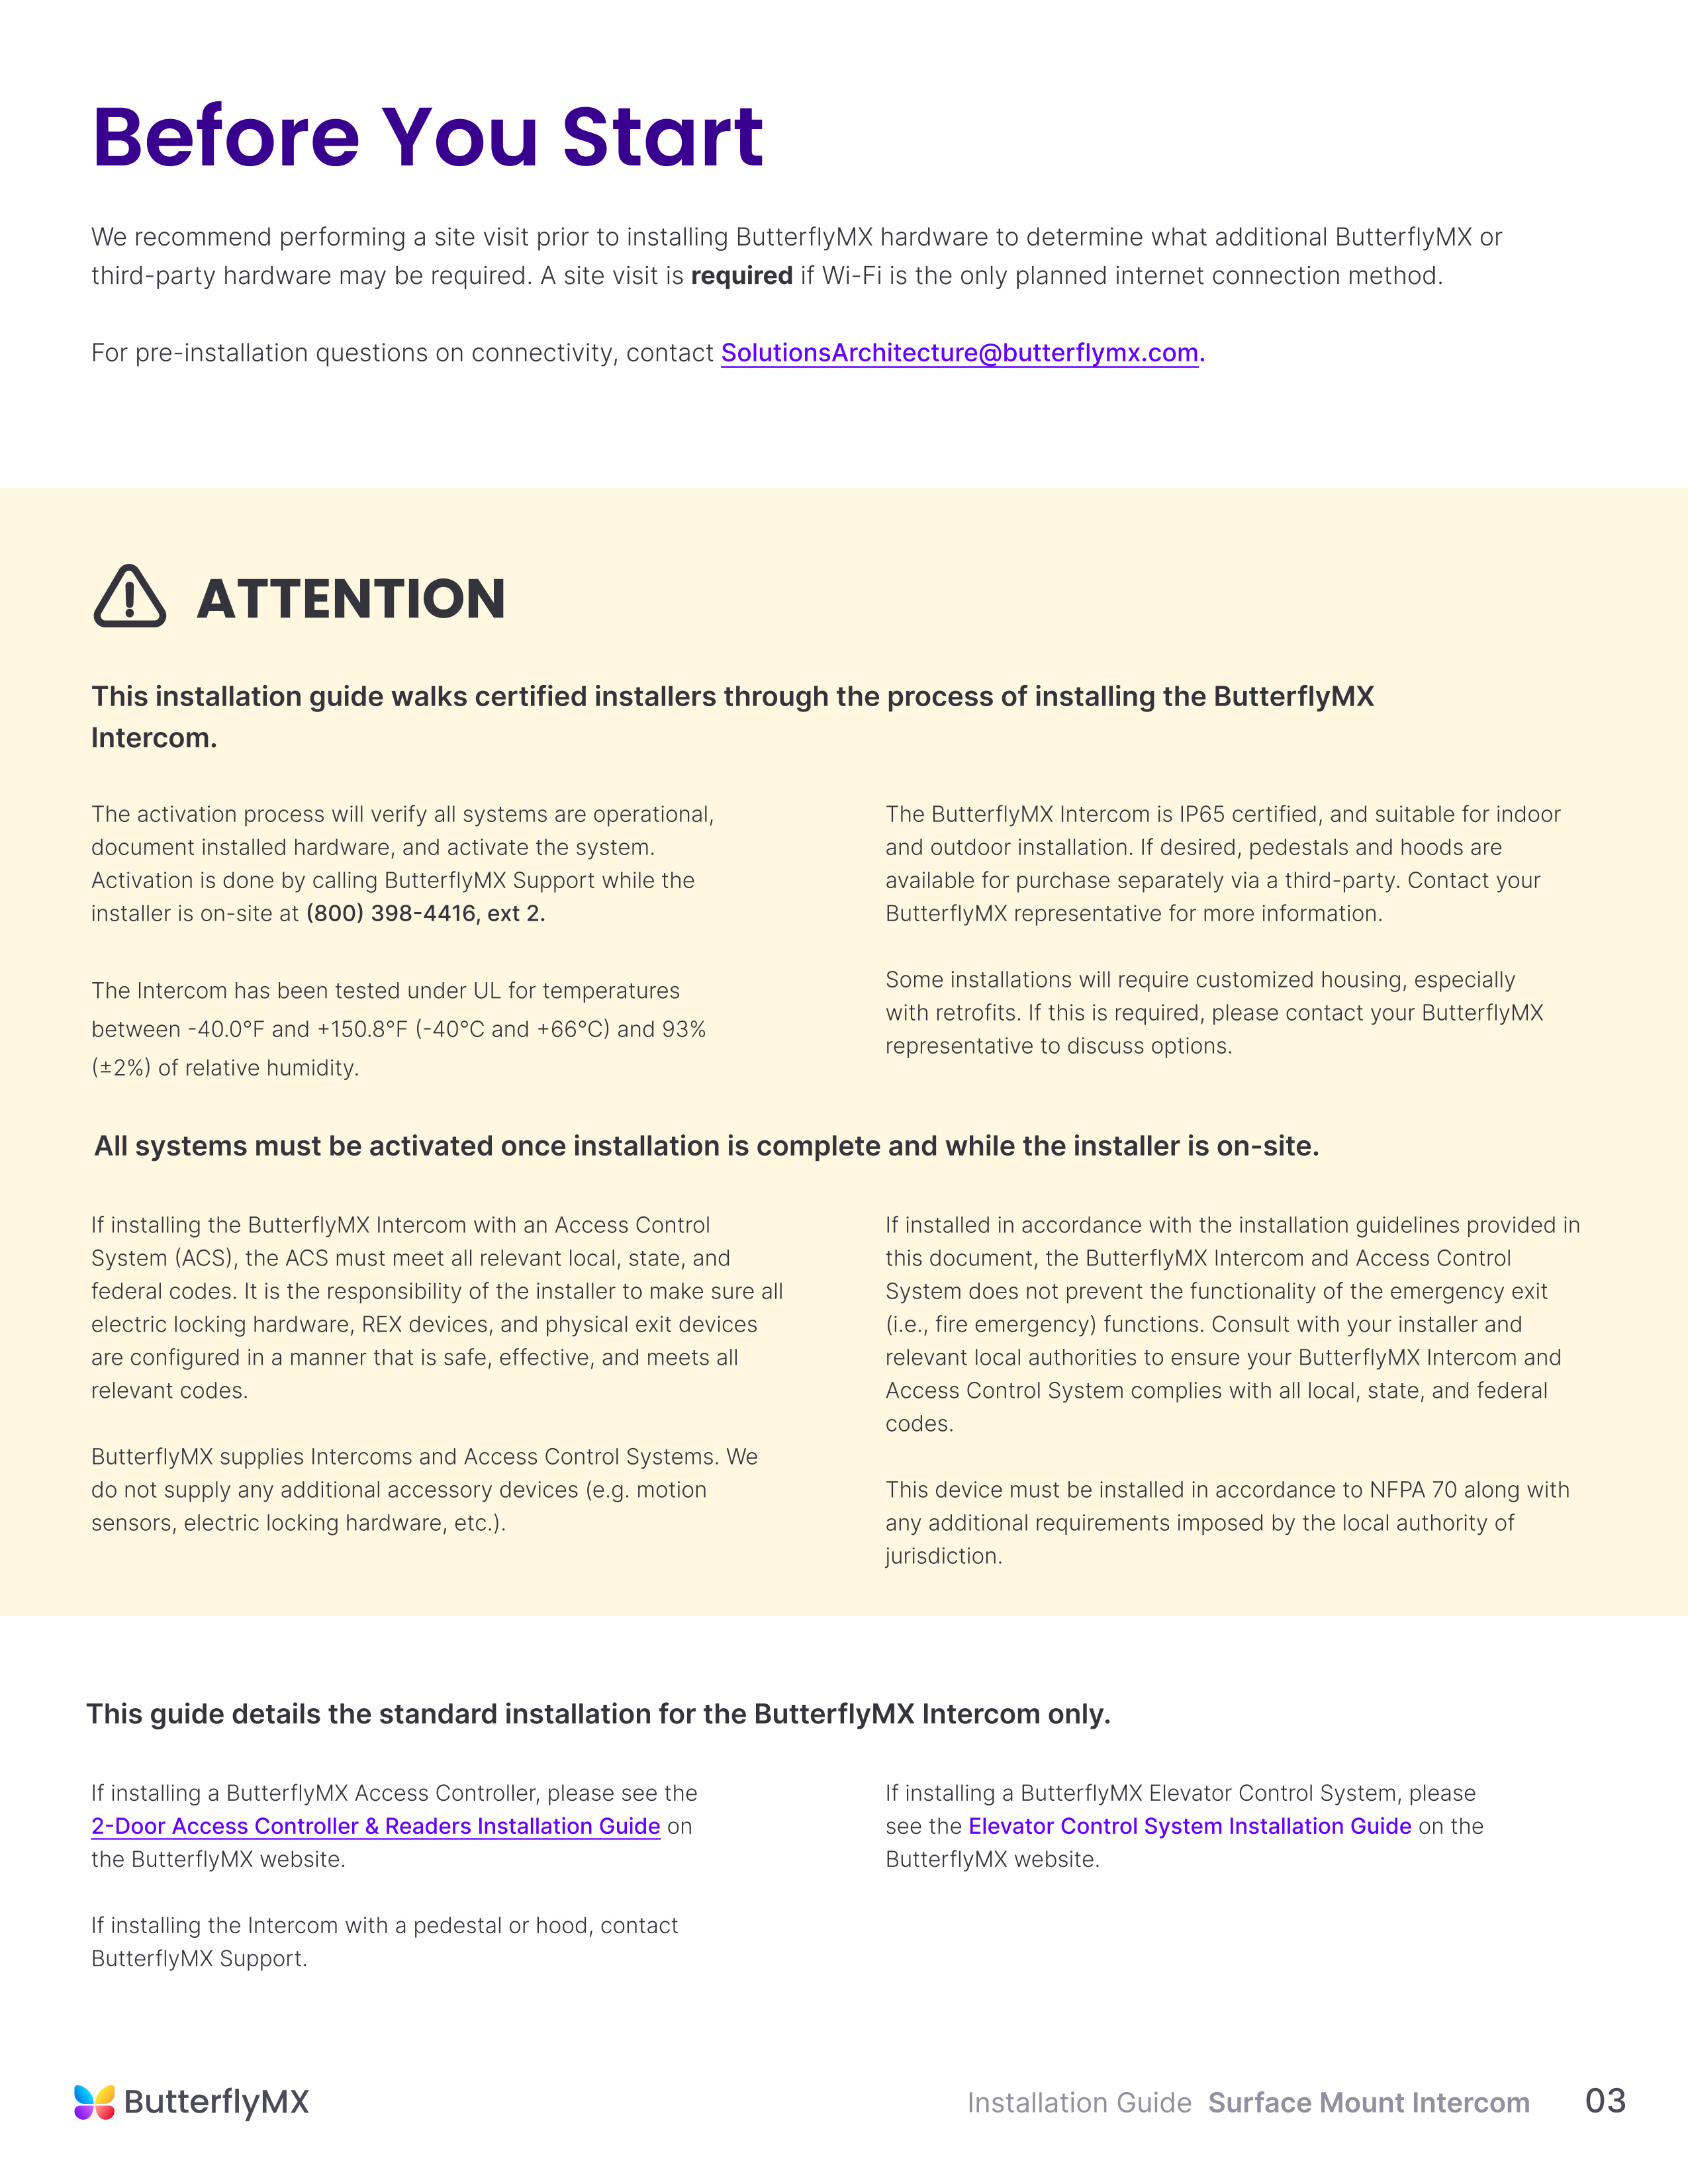 Before You Start
We recommend performing a site visit prior to installing ButterflyMX hardware to determine what additional ButterflyMX or
third-party hardware may be required. A site visit is required if Wi-Fi is the only planned internet connection method.
For pre-installation questions on connectivity, contact SolutionsArchitecture@butterflymx.com.
ATTENTION
This installation guide walks certified installers through the process of installing the ButterflyMX
Intercom.
The activation process will verify all systems are operational,
document installed hardware, and activate the system.
Activation is done by calling ButterflyMX Support while the
installer is on-site at (800) 398-4416, ext 2.
The Intercom has been tested under UL for temperatures
between -40.0°F and +150.8°F (-40°C and +66°C) and 93%
(±2%) of relative humidity.
The ButterflyMX Intercom is IP65 certified, and suitable for indoor
and outdoor installation. If desired, pedestals and hoods are
available for purchase separately via a third-party. Contact your
ButterflyMX representative for more information.
Some installations will require customized housing, especially
with retrofits. If this is required, please contact your ButterflyMX
representative to discuss options.
All systems must be activated once installation is complete and while the installer is on-site.
If installing the ButterflyMX Intercom with an Access Control
System (ACS), the ACS must meet all relevant local, state, and
federal codes. It is the responsibility of the installer to make sure all
electric locking hardware, REX devices, and physical exit devices
are configured in a manner that is safe, effective, and meets all
relevant codes.
ButterflyMX supplies Intercoms and Access Control Systems. We
do not supply any additional accessory devices (e.g. motion
sensors, electric locking hardware, etc.).
If installed in accordance with the installation guidelines provided in
this document, the ButterflyMX Intercom and Access Control
System does not prevent the functionality of the emergency exit
(i.e., fire emergency) functions. Consult with your installer and
relevant local authorities to ensure your ButterflyMX Intercom and
Access Control System complies with all local, state, and federal
codes.
This device must be installed in accordance to NFPA 70 along with
any additional requirements imposed by the local authority of
jurisdiction.
This guide details the standard installation for the ButterflyMX Intercom only.
If installing a ButterflyMX Access Controller, please see the
2-Door Access Controller & Readers Installation Guide on
the ButterflyMX website.
If installing the Intercom with a pedestal or hood, contact
ButterflyMX Support.
If installing a ButterflyMX Elevator Control System, please
see the Elevator Control System Installation Guide on the
ButterflyMX website.
ButterflyMX
Installation Guide Surface Mount Intercom 03